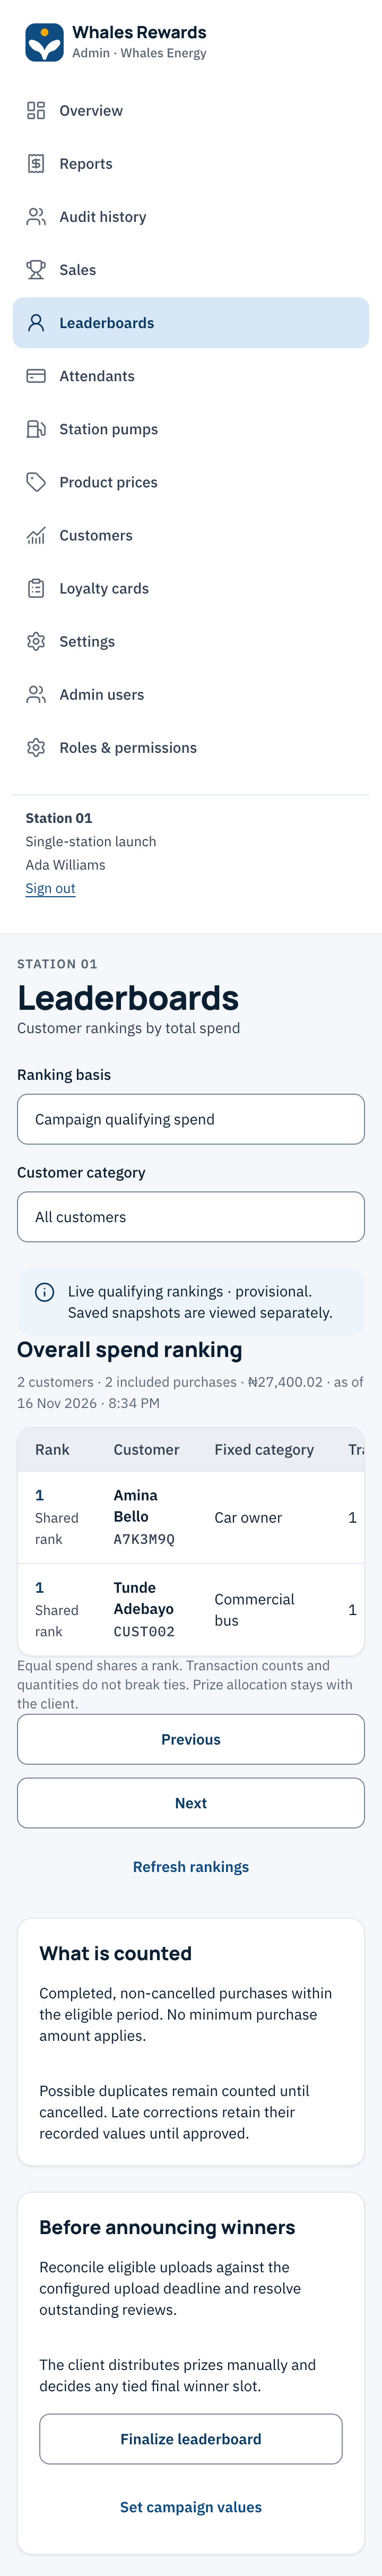 Whales Rewards
Admin · Whales Energy
Overview
Reports
Audit history
Sales
Leaderboards
Attendants
Station pumps
Product prices
Customers
Loyalty cards
Settings
Admin users
Roles & permissions
Station 01
Single-station launch
Ada Williams
Sign out
STATION 01
Leaderboards
Customer rankings by total spend
Ranking basis
Campaign qualifying spend
Customer category
All customers
Live qualifying rankings · provisional.
Saved snapshots are viewed separately.
Overall spend ranking
2 customers · 2 included purchases · ₦27,400.02 · as of
16 Nov 2026 · 8:34 PM
Rank Customer Fixed category
1 Shared rank Amina Bello A7K3M9Q Car owner 1
1 Shared rank Tunde Adebayo CUST002 Commercial bus 1
Equal spend shares a rank. Transaction counts and
quantities do not break ties. Prize allocation stays with
the client.
Previous
Next
Refresh rankings
What is counted
Completed, non-cancelled purchases within
the eligible period. No minimum purchase
amount applies.
Possible duplicates remain counted until
cancelled. Late corrections retain their
recorded values until approved.
Before announcing winners
Reconcile eligible uploads against the
configured upload deadline and resolve
outstanding reviews.
The client distributes prizes manually and
decides any tied final winner slot.
Finalize leaderboard
Set campaign values